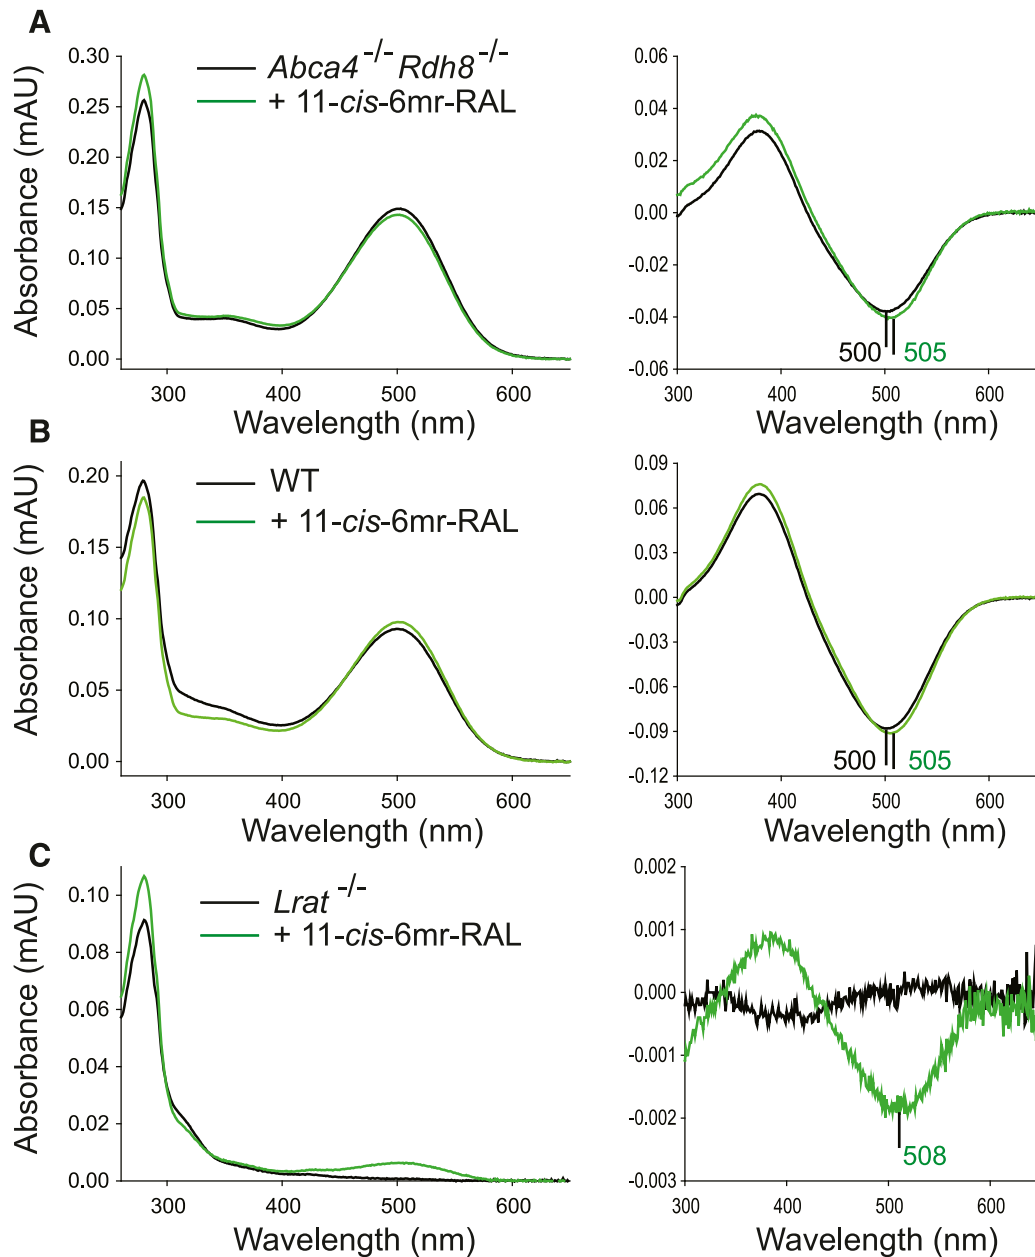 A
Absorbance (mAU)
0.30
0.25
0.20
0.15
0.10
0.05
0.00
Abca4 -/- Rdh8 -/-
+ 11-cis-6mr-RAL
300 400 500 600
Wavelength (nm)
0.06
0.04
0.02
0.00
-0.02
-0.04
-0.06
500 505
300 400 500 600
Wavelength (nm)
B
Absorbance (mAU)
0.20
0.15
0.10
0.05
0.00
WT
+ 11-cis-6mr-RAL
300 400 500 600
Wavelength (nm)
0.09
0.06
0.03
0.00
-0.03
-0.06
-0.09
-0.12
500 505
300 400 500 600
Wavelength (nm)
C
Absorbance (mAU)
0.10
0.08
0.06
0.04
0.02
0.00
Lrat -/-
+ 11-cis-6mr-RAL
300 400 500 600
Wavelength (nm)
0.002
0.001
0.000
-0.001
-0.002
-0.003
508
300 400 500 600
Wavelength (nm)